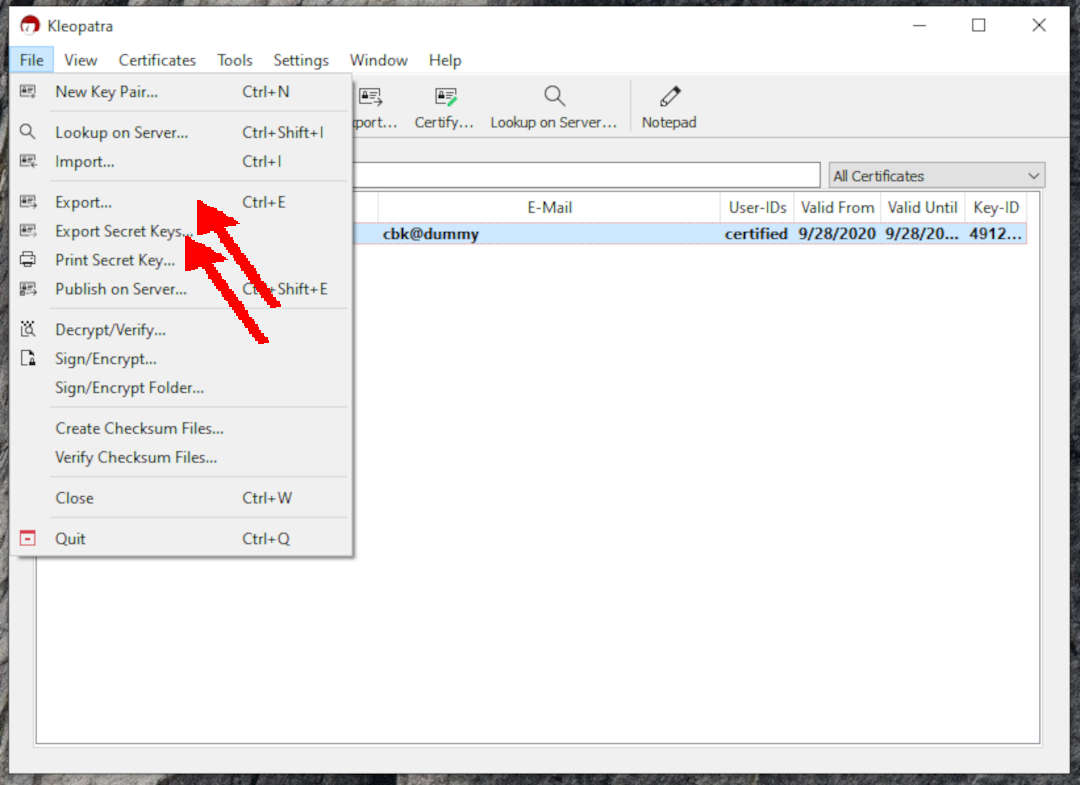 Kleopatra
File View Certificates Tools Settings Window Help
New Key Pair... Ctrl+N
Lookup on Server... Ctrl+Shift+I
Import... Ctrl+I
Export... Ctrl+E
Export Secret Keys...
Print Secret Key...
Publish on Server... Ctrl+Shift+E
Decrypt/Verify...
Sign/Encrypt...
Sign/Encrypt Folder...
Create Checksum Files...
Verify Checksum Files...
Close Ctrl+W
Quit Ctrl+Q
port... Certify... Lookup on Server... Notepad
All Certificates
E-Mail User-IDs Valid From Valid Until Key-ID
cbk@dummy certified 9/28/2020 9/28/20... 4912...